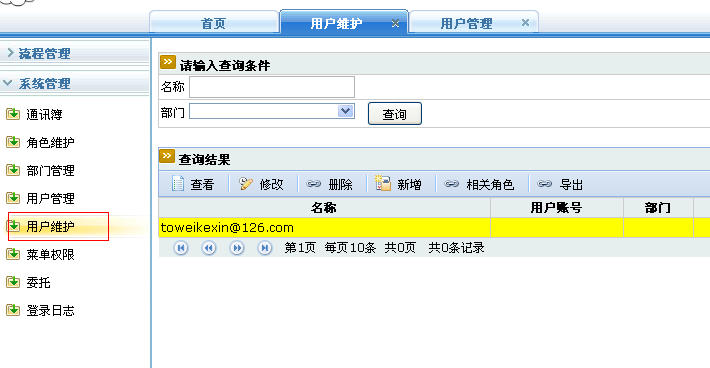 首页 用户维护 用户管理
流程管理
系统管理
通讯簿
角色维护
部门管理
用户管理
用户维护
菜单权限
委托
登录日志
请输入查询条件
名称
部门 查询
查询结果
查看 修改 删除 新增 相关角色 导出
名称 用户账号 部门
toweikexin@126.com
第1页 每页10条 共0页 共0条记录